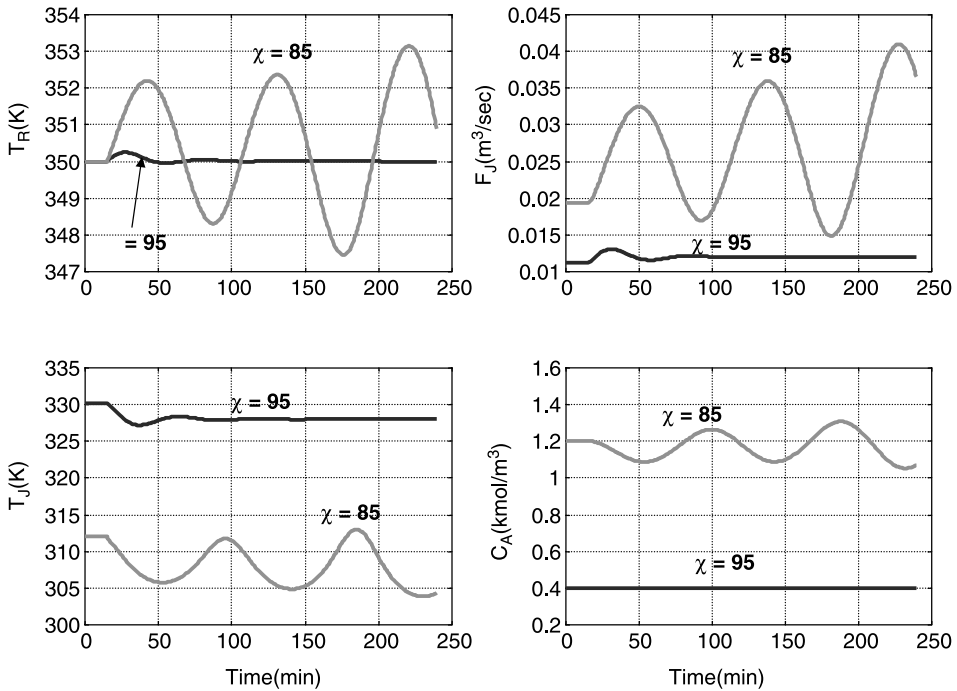 354
353
352
351
350
349
348
347
T_R(K)
χ = 85
= 95
0 50 100 150 200 250
0.045
0.04
0.035
0.03
0.025
0.02
0.015
0.01
F_J(m³/sec)
χ = 85
χ = 95
0 50 100 150 200 250
335
330
325
320
315
310
305
300
T_J(K)
χ = 95
χ = 85
0 50 100 150 200 250
Time(min)
1.6
1.4
1.2
1
0.8
0.6
0.4
0.2
C_A(kmol/m³)
χ = 85
χ = 95
0 50 100 150 200 250
Time(min)